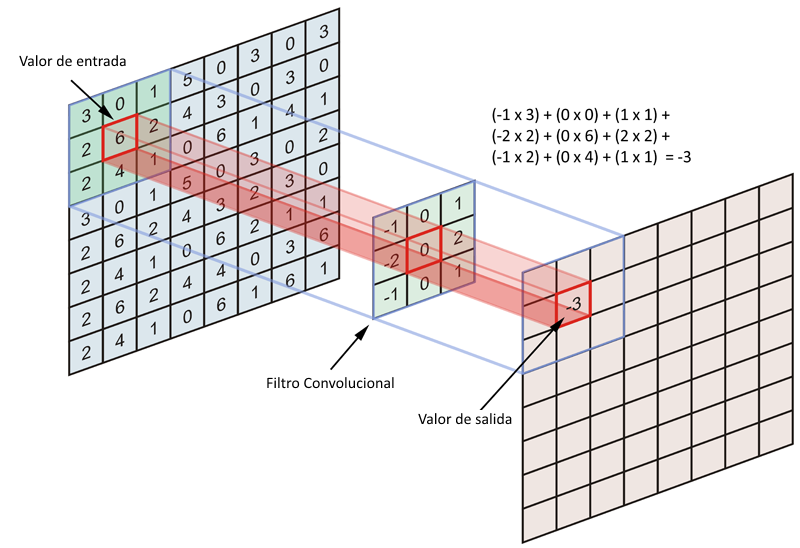 Valor de entrada
3 0 1 5 0 3 0 3
2 6 2 4 3 0 3 0
2 4 1 0 6 1 4 1
3 0 1 5 0 3 0 2
2 6 2 4 3 2 3 0
2 4 1 0 6 2 1 1
2 6 2 4 4 0 3 6
2 4 1 0 6 1 6 1
(-1 x 3) + (0 x 0) + (1 x 1) +
(-2 x 2) + (0 x 6) + (2 x 2) +
(-1 x 2) + (0 x 4) + (1 x 1) = -3
-1 0 1
-2 0 2
-1 0 1
Filtro Convolucional
-3
Valor de salida